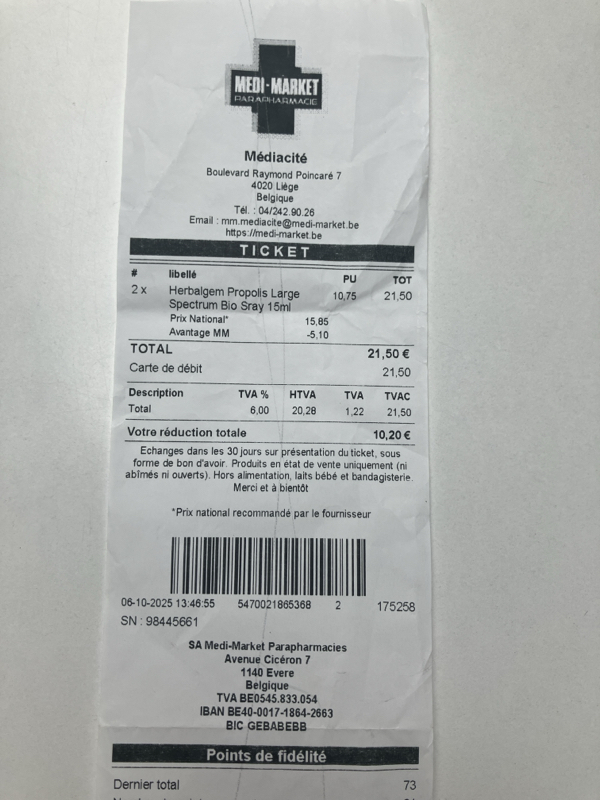 MEDI-MARKET
PARAPHARMACIE
Médiacité
Boulevard Raymond Poincaré 7
4020 Liège
Belgique
Tél. : 04/242.90.26
Email : mm.mediacite@medi-market.be
https://medi-market.be
TICKET
# libellé PU TOT
2 x Herbalgem Propolis Large 10,75 21,50
Spectrum Bio Sray 15ml
Prix National* 15,85
Avantage MM -5,10
TOTAL 21,50 €
Carte de débit 21,50
Description TVA % HTVA TVA TVAC
Total 6,00 20,28 1,22 21,50
Votre réduction totale 10,20 €
Echanges dans les 30 jours sur présentation du ticket, sous
forme de bon d'avoir. Produits en état de vente uniquement (ni
abîmés ni ouverts). Hors alimentation, laits bébé et bandagisterie.
Merci et à bientôt
*Prix national recommandé par le fournisseur
06-10-2025 13:46:55 5470021865368 2 175258
SN : 98445661
SA Medi-Market Parapharmacies
Avenue Cicéron 7
1140 Evere
Belgique
TVA BE0545.833.054
IBAN BE40-0017-1864-2663
BIC GEBABEBB
Points de fidélité
Dernier total 73